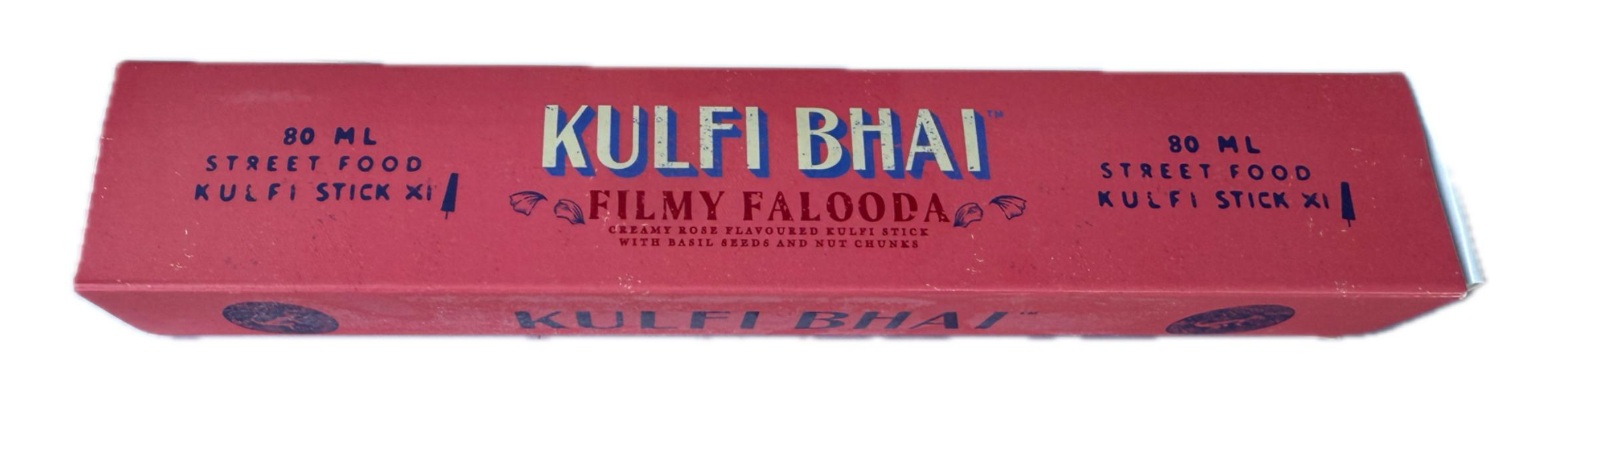 80 ML
STREET FOOD
KULFI STICK X1
KULFI BHAI™
FILMY FALOODA
CREAMY ROSE FLAVOURED KULFI STICK
WITH BASIL SEEDS AND NUT CHUNKS
80 ML
STREET FOOD
KULFI STICK X1
KULFI BHAI™